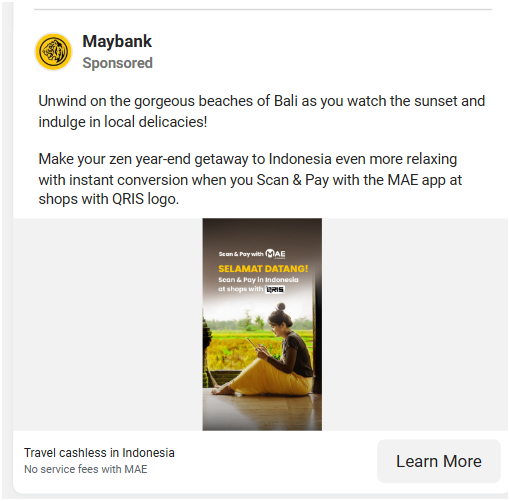 Maybank
Sponsored
Unwind on the gorgeous beaches of Bali as you watch the sunset and
indulge in local delicacies!
Make your zen year-end getaway to Indonesia even more relaxing
with instant conversion when you Scan & Pay with the MAE app at
shops with QRIS logo.
Scan & Pay with MAE
SELAMAT DATANG!
Scan & Pay in Indonesia
at shops with QRIS
Travel cashless in Indonesia
No service fees with MAE
Learn More